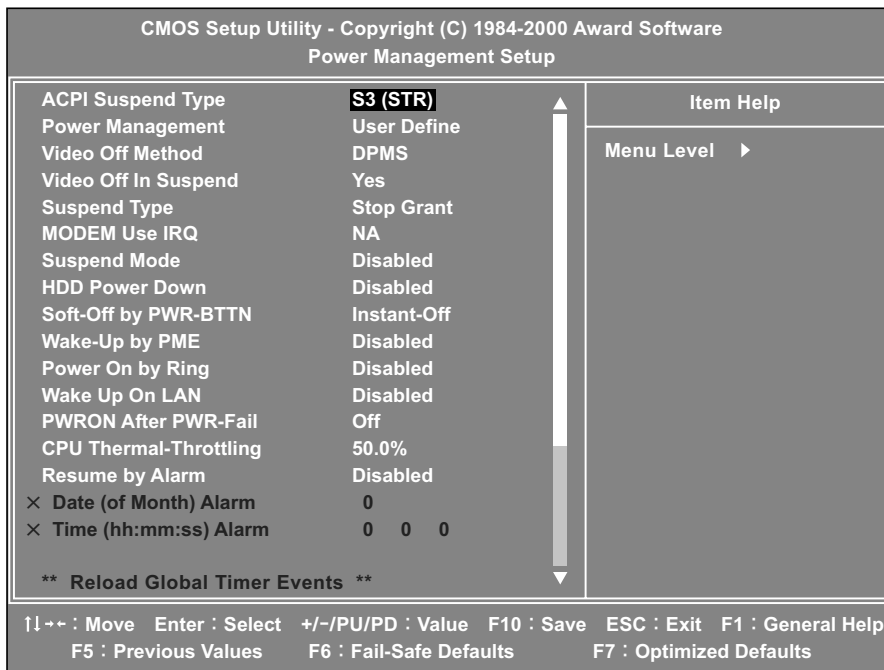 CMOS Setup Utility - Copyright (C) 1984-2000 Award Software
Power Management Setup
ACPI Suspend Type S3 (STR)
Power Management User Define
Video Off Method DPMS
Video Off In Suspend Yes
Suspend Type Stop Grant
MODEM Use IRQ NA
Suspend Mode Disabled
HDD Power Down Disabled
Soft-Off by PWR-BTTN Instant-Off
Wake-Up by PME Disabled
Power On by Ring Disabled
Wake Up On LAN Disabled
PWRON After PWR-Fail Off
CPU Thermal-Throttling 50.0%
Resume by Alarm Disabled
× Date (of Month) Alarm 0
× Time (hh:mm:ss) Alarm 0 0 0
** Reload Global Timer Events **
Item Help
Menu Level ▶
↑↓→← : Move Enter : Select +/-/PU/PD : Value F10 : Save ESC : Exit F1 : General Help
F5 : Previous Values F6 : Fail-Safe Defaults F7 : Optimized Defaults